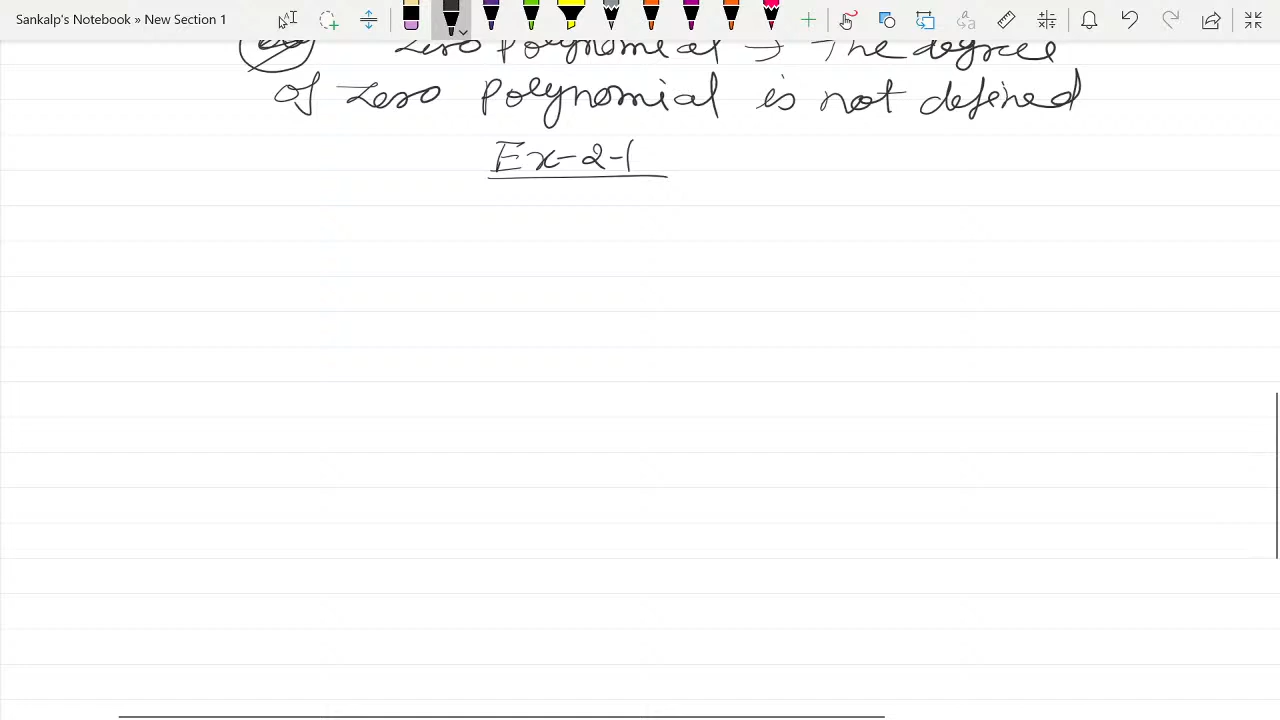 Sankalp's Notebook » New Section 1
Zero Polynomial → The degree
of Zero Polynomial is not defined
Ex-2-1